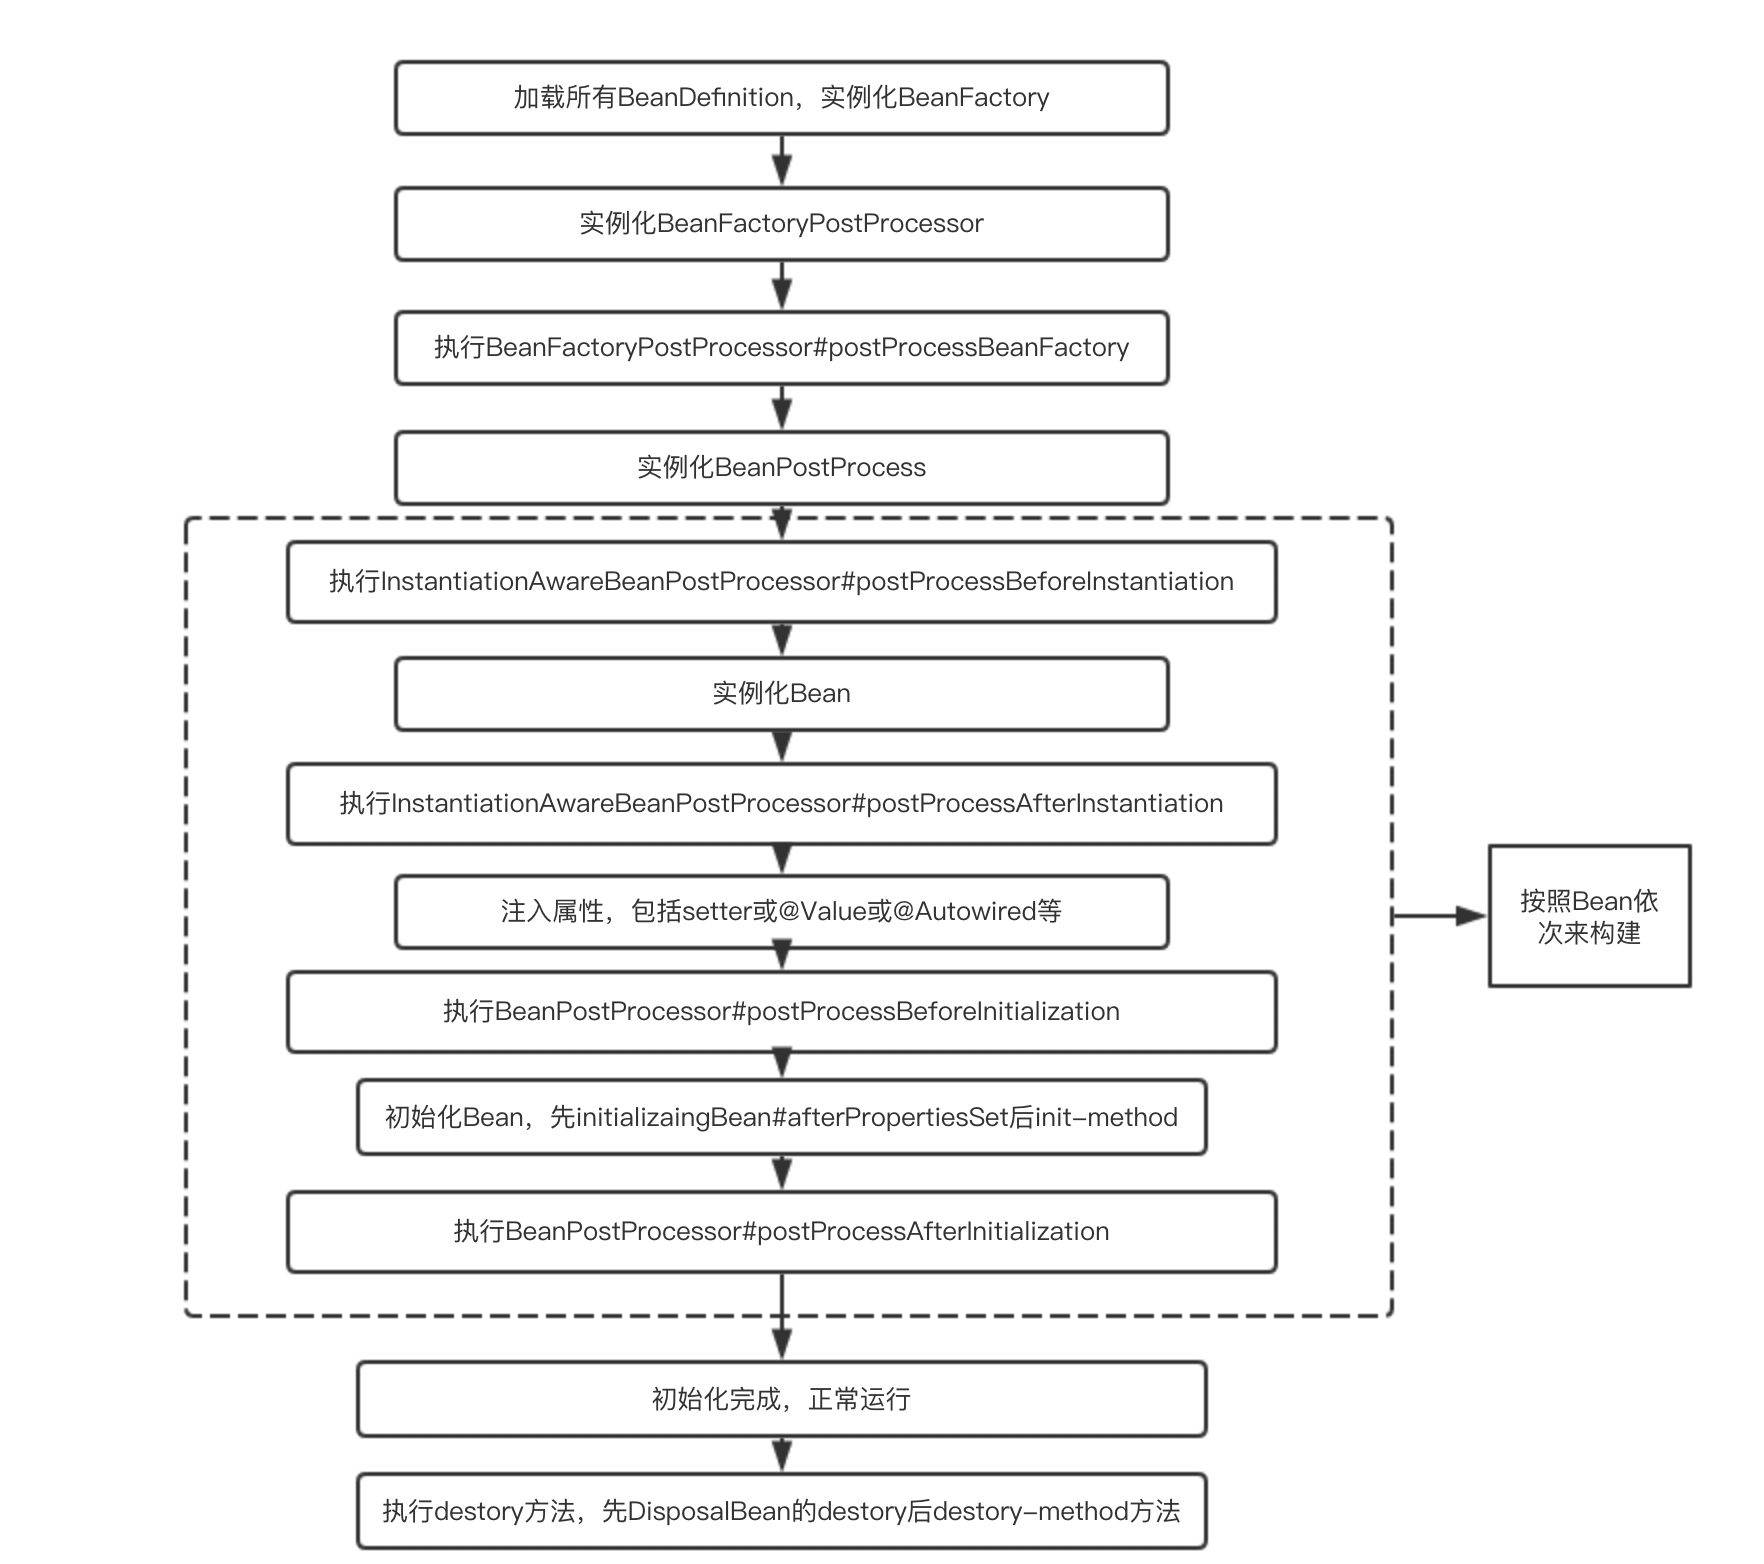 加载所有BeanDefinition，实例化BeanFactory
实例化BeanFactoryPostProcessor
执行BeanFactoryPostProcessor#postProcessBeanFactory
实例化BeanPostProcess
执行InstantiationAwareBeanPostProcessor#postProcessBeforeInstantiation
实例化Bean
执行InstantiationAwareBeanPostProcessor#postProcessAfterInstantiation
注入属性，包括setter或@Value或@Autowired等
执行BeanPostProcessor#postProcessBeforeInitialization
初始化Bean，先initializaingBean#afterPropertiesSet后init-method
执行BeanPostProcessor#postProcessAfterInitialization
按照Bean依
次来构建
初始化完成，正常运行
执行destory方法，先DisposalBean的destory后destory-method方法